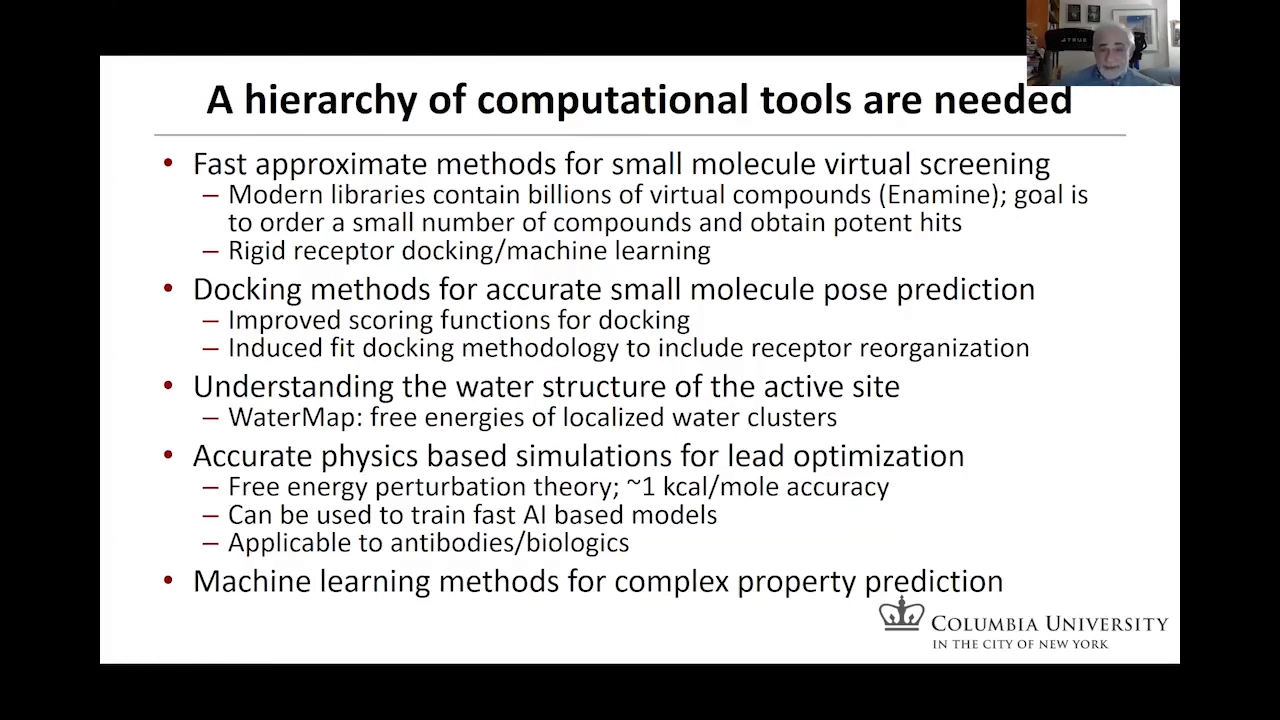 TRUE
A hierarchy of computational tools are needed
• Fast approximate methods for small molecule virtual screening
– Modern libraries contain billions of virtual compounds (Enamine); goal is
to order a small number of compounds and obtain potent hits
– Rigid receptor docking/machine learning
• Docking methods for accurate small molecule pose prediction
– Improved scoring functions for docking
– Induced fit docking methodology to include receptor reorganization
• Understanding the water structure of the active site
– WaterMap: free energies of localized water clusters
• Accurate physics based simulations for lead optimization
– Free energy perturbation theory; ~1 kcal/mole accuracy
– Can be used to train fast AI based models
– Applicable to antibodies/biologics
• Machine learning methods for complex property prediction
COLUMBIA UNIVERSITY
IN THE CITY OF NEW YORK